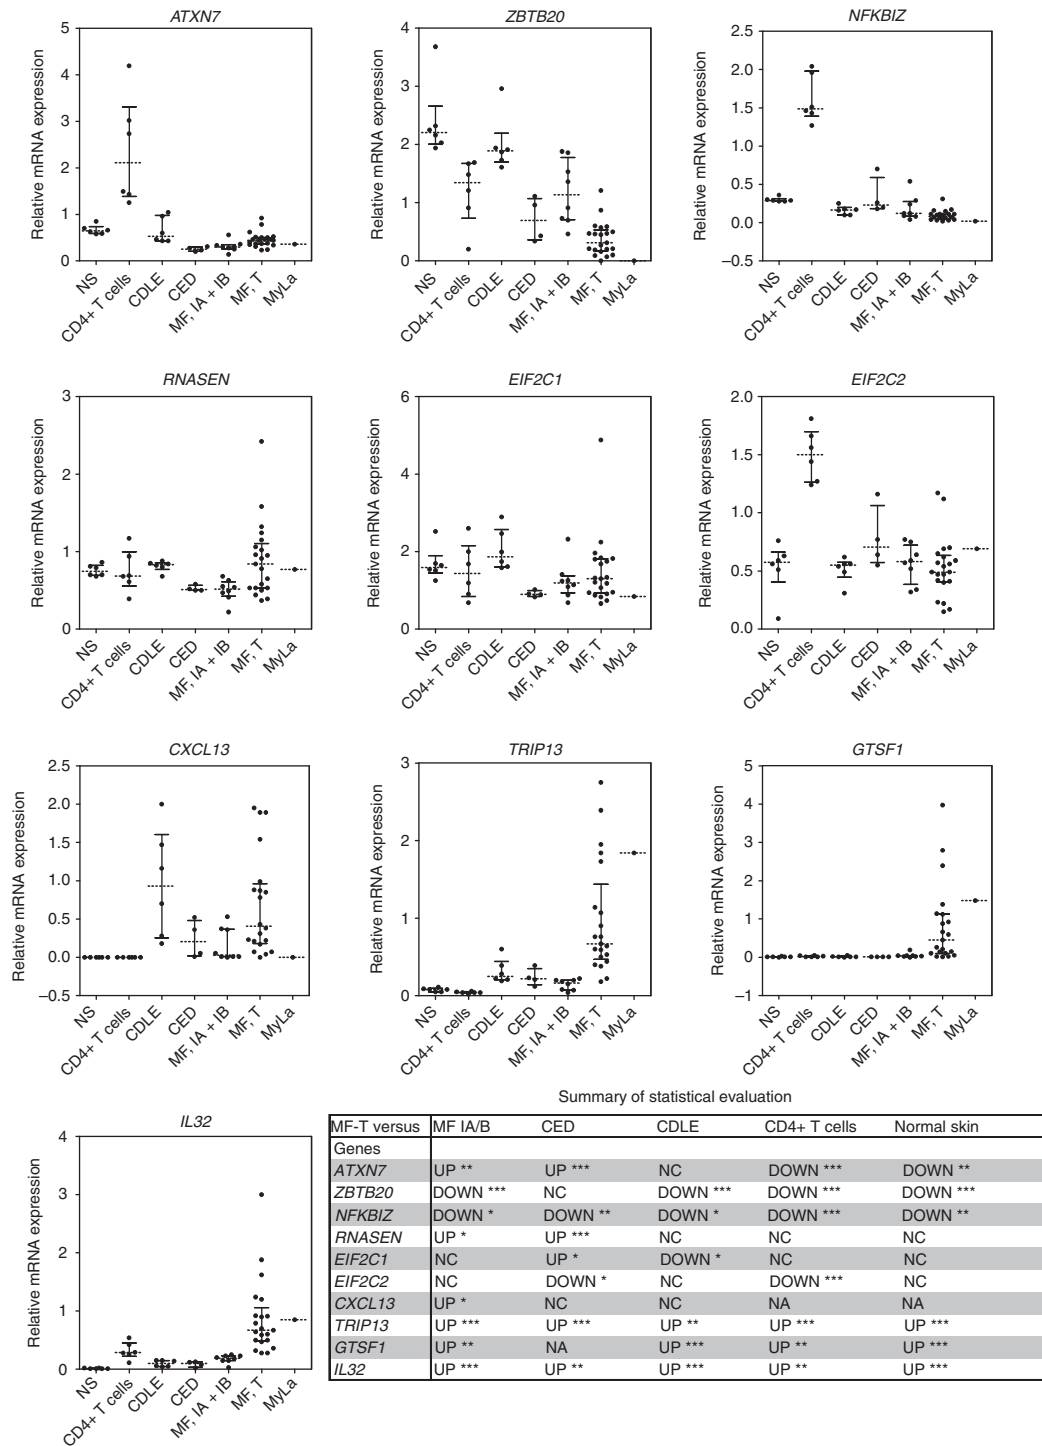 ATXN7
Relative mRNA expression
5
4
3
2
1
0
NS
CD4+ T cells
CDLE
CED
MF, IA + IB
MF, T
MyLa
ZBTB20
Relative mRNA expression
4
3
2
1
0
NS
CD4+ T cells
CDLE
CED
MF, IA + IB
MF, T
MyLa
NFKBIZ
Relative mRNA expression
2.5
2.0
1.5
1.0
0.5
0.0
–0.5
NS
CD4+ T cells
CDLE
CED
MF, IA + IB
MF, T
MyLa
RNASEN
Relative mRNA expression
3
2
1
0
NS
CD4+ T cells
CDLE
CED
MF, IA + IB
MF, T
MyLa
EIF2C1
Relative mRNA expression
6
4
2
0
NS
CD4+ T cells
CDLE
CED
MF, IA + IB
MF, T
MyLa
EIF2C2
Relative mRNA expression
2.0
1.5
1.0
0.5
0.0
NS
CD4+ T cells
CDLE
CED
MF, IA + IB
MF, T
MyLa
CXCL13
Relative mRNA expression
2.5
2.0
1.5
1.0
0.5
0.0
–0.5
NS
CD4+ T cells
CDLE
CED
MF, IA + IB
MF, T
MyLa
TRIP13
Relative mRNA expression
3
2
1
0
NS
CD4+ T cells
CDLE
CED
MF, IA + IB
MF, T
MyLa
GTSF1
Relative mRNA expression
5
4
3
2
1
0
–1
NS
CD4+ T cells
CDLE
CED
MF, IA + IB
MF, T
MyLa
IL32
Relative mRNA expression
4
3
2
1
0
NS
CD4+ T cells
CDLE
CED
MF, IA + IB
MF, T
MyLa
Summary of statistical evaluation
MF-T versus MF IA/B CED CDLE CD4+ T cells Normal skin
Genes
ATXN7 UP ** UP *** NC DOWN *** DOWN **
ZBTB20 DOWN *** NC DOWN *** DOWN *** DOWN ***
NFKBIZ DOWN * DOWN ** DOWN * DOWN *** DOWN **
RNASEN UP * UP *** NC NC NC
EIF2C1 NC UP * DOWN * NC NC
EIF2C2 NC DOWN * NC DOWN *** NC
CXCL13 UP * NC NC NA NA
TRIP13 UP *** UP *** UP ** UP *** UP ***
GTSF1 UP ** NA UP *** UP ** UP ***
IL32 UP *** UP ** UP *** UP ** UP ***